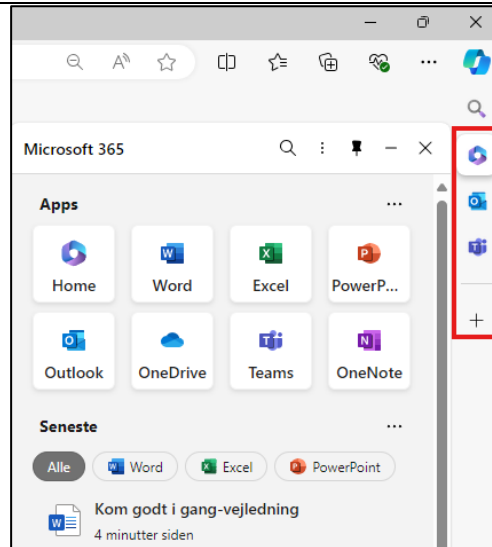 Microsoft 365
Apps
Home Word Excel PowerP...
Outlook OneDrive Teams OneNote
Seneste
Alle Word Excel PowerPoint
Kom godt i gang-vejledning
4 minutter siden